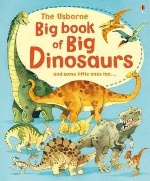 The Usborne
Big book
of Big
Dinosaurs
and some little ones too...